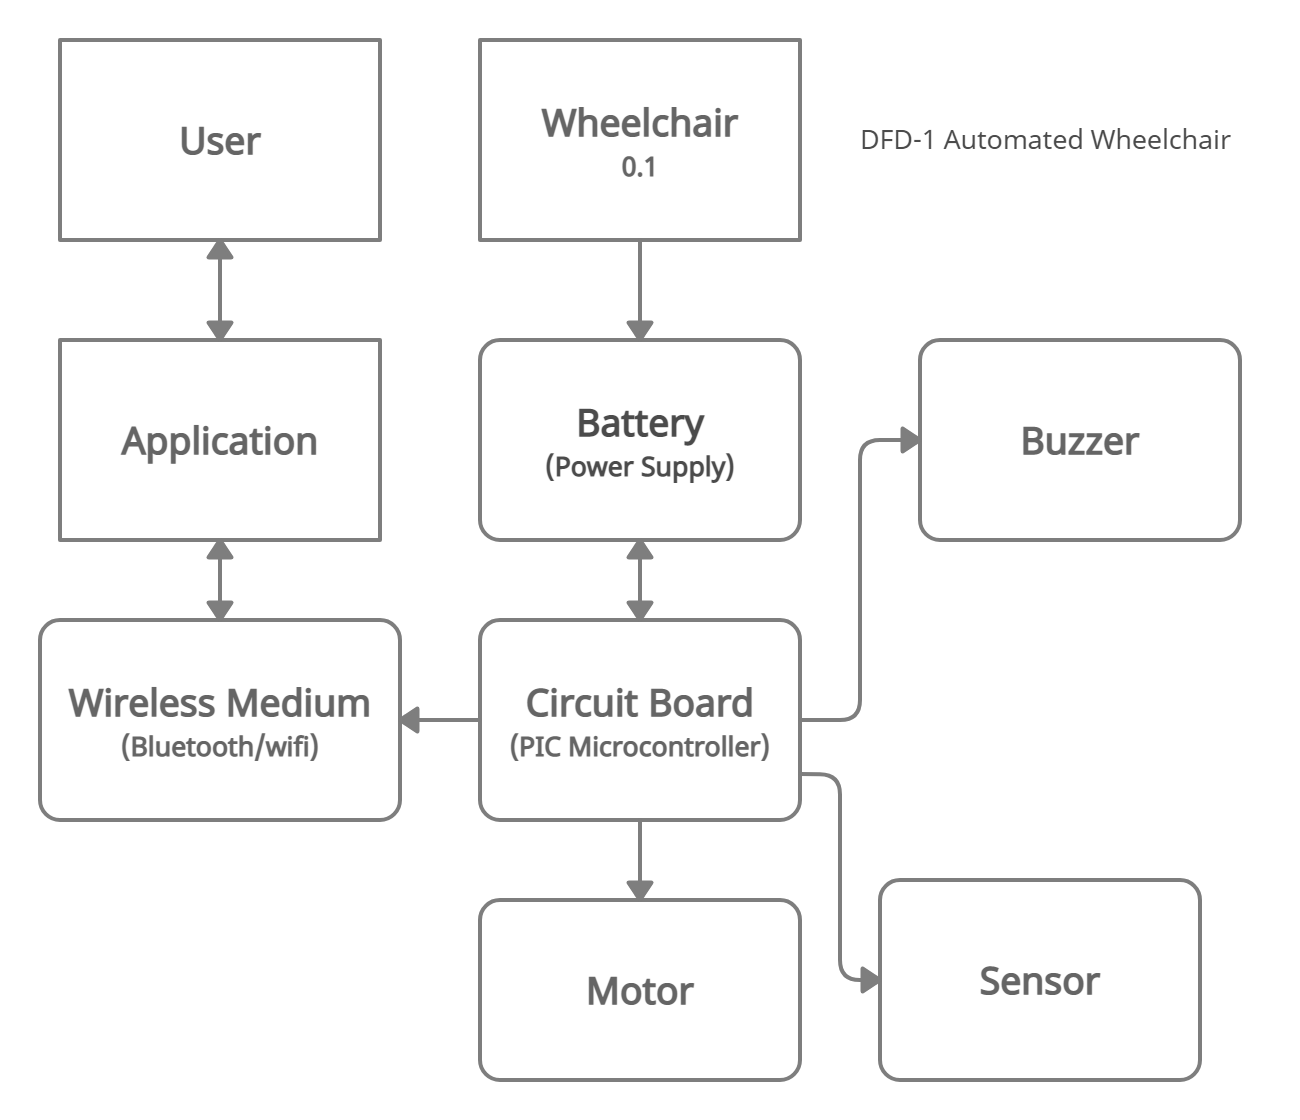 User
Wheelchair
0.1
DFD-1 Automated Wheelchair
Application
Battery
(Power Supply)
Buzzer
Wireless Medium
(Bluetooth/wifi)
Circuit Board
(PIC Microcontroller)
Motor
Sensor